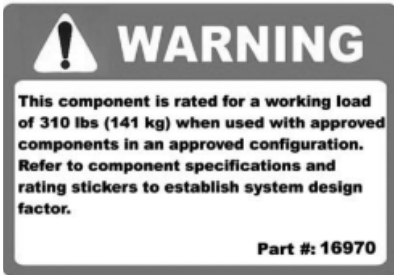 WARNING
This component is rated for a working load
of 310 lbs (141 kg) when used with approved
components in an approved configuration.
Refer to component specifications and
rating stickers to establish system design
factor.
Part #: 16970